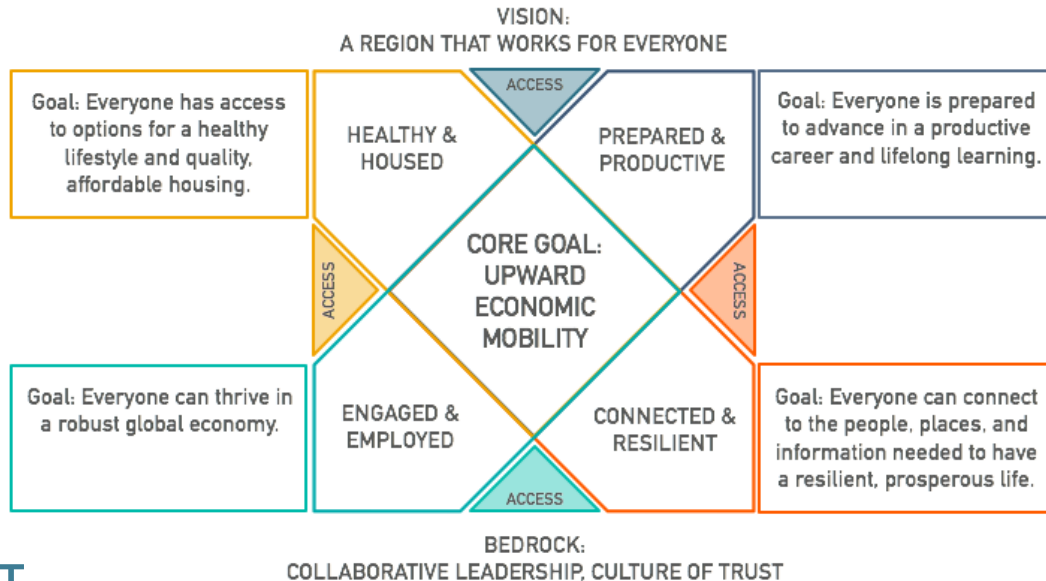 VISION:
A REGION THAT WORKS FOR EVERYONE
Goal: Everyone has access
to options for a healthy
lifestyle and quality,
affordable housing.
HEALTHY &
HOUSED
ACCESS
PREPARED &
PRODUCTIVE
Goal: Everyone is prepared
to advance in a productive
career and lifelong learning.
ACCESS
CORE GOAL:
UPWARD
ECONOMIC
MOBILITY
ACCESS
Goal: Everyone can thrive in
a robust global economy.
ENGAGED &
EMPLOYED
ACCESS
CONNECTED &
RESILIENT
Goal: Everyone can connect
to the people, places, and
information needed to have
a resilient, prosperous life.
BEDROCK:
COLLABORATIVE LEADERSHIP, CULTURE OF TRUST